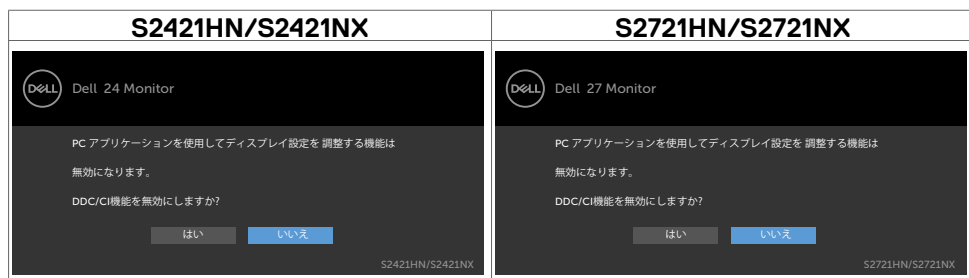 S2421HN/S2421NX
S2721HN/S2721NX
DELL Dell 24 Monitor
PC アプリケーションを使用してディスプレイ設定を 調整する機能は
無効になります。
DDC/CI機能を無効にしますか?
はい いいえ
S2421HN/S2421NX
DELL Dell 27 Monitor
PC アプリケーションを使用してディスプレイ設定を 調整する機能は
無効になります。
DDC/CI機能を無効にしますか?
はい いいえ
S2721HN/S2721NX